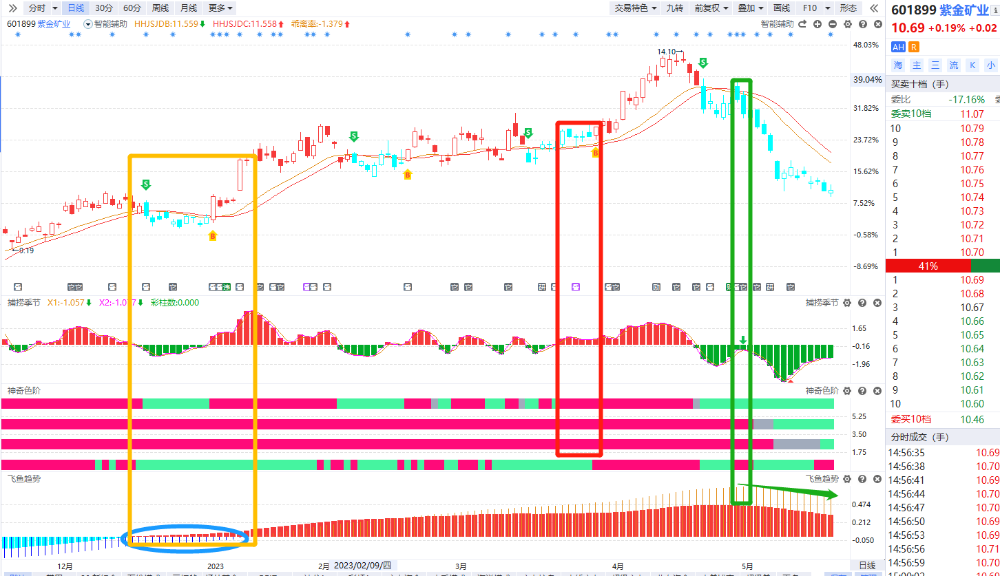 分时 日线 30分 60分 周线 月线 更多 交易特色 九转 前复权 叠加 画线 F10 形态
601899 紫金矿业 智能辅助 HHJSJDB:11.559 HHJSJDC:11.558 乖离率:-1.379 智能辅助
48.03%
14.10
39.04%
31.82%
23.72%
15.62%
7.52%
-0.58%
-8.69%
9.19
S
S
S
S
B
B
B
捕捞季节 X1:-1.057 X2:-1.077 彩柱数:0.000 捕捞季节
1.65
-0.16
-1.96
神奇色阶 神奇色阶
5.25
3.50
1.75
飞鱼趋势 飞鱼趋势
0.474
0.212
-0.050
12月 2023 2月 2023/02/09/四 3月 4月 5月 日线
601899 紫金矿业
10.69 +0.19% +0.02
AH R
海 主 三 流 K 小
买卖十档 (手)
委比 -17.16%
委卖10档 11.07
10 10.79
9 10.78
8 10.77
7 10.76
6 10.75
5 10.74
4 10.73
3 10.72
2 10.71
1 10.70
41%
1 10.69
2 10.68
3 10.67
4 10.66
5 10.65
6 10.64
7 10.63
8 10.62
9 10.61
10 10.60
委买10档 10.46
分时成交 (手)
14:56:35 10.69
14:56:38 10.70
14:56:41 10.69
14:56:44 10.70
14:56:47 10.70
14:56:50 10.69
14:56:53 10.69
14:56:56 10.71
14:56:59 10.70